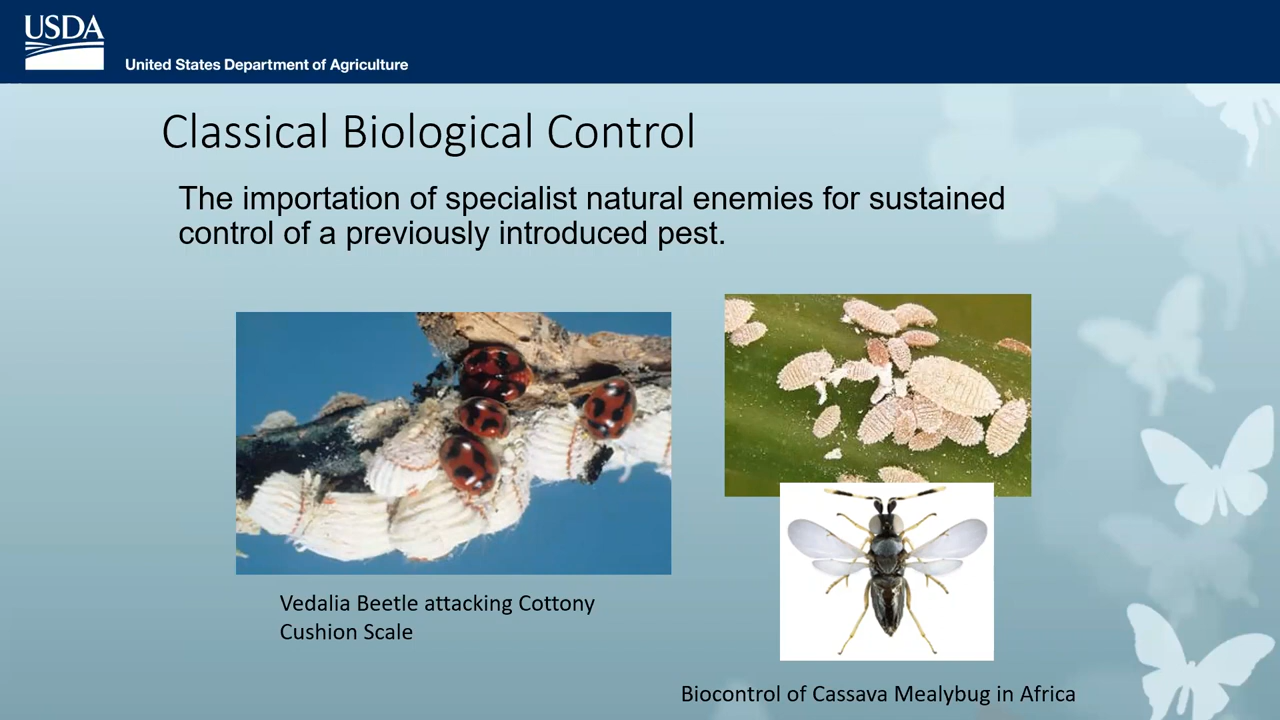 USDA
United States Department of Agriculture
Classical Biological Control
The importation of specialist natural enemies for sustained
control of a previously introduced pest.
Vedalia Beetle attacking Cottony
Cushion Scale
Biocontrol of Cassava Mealybug in Africa